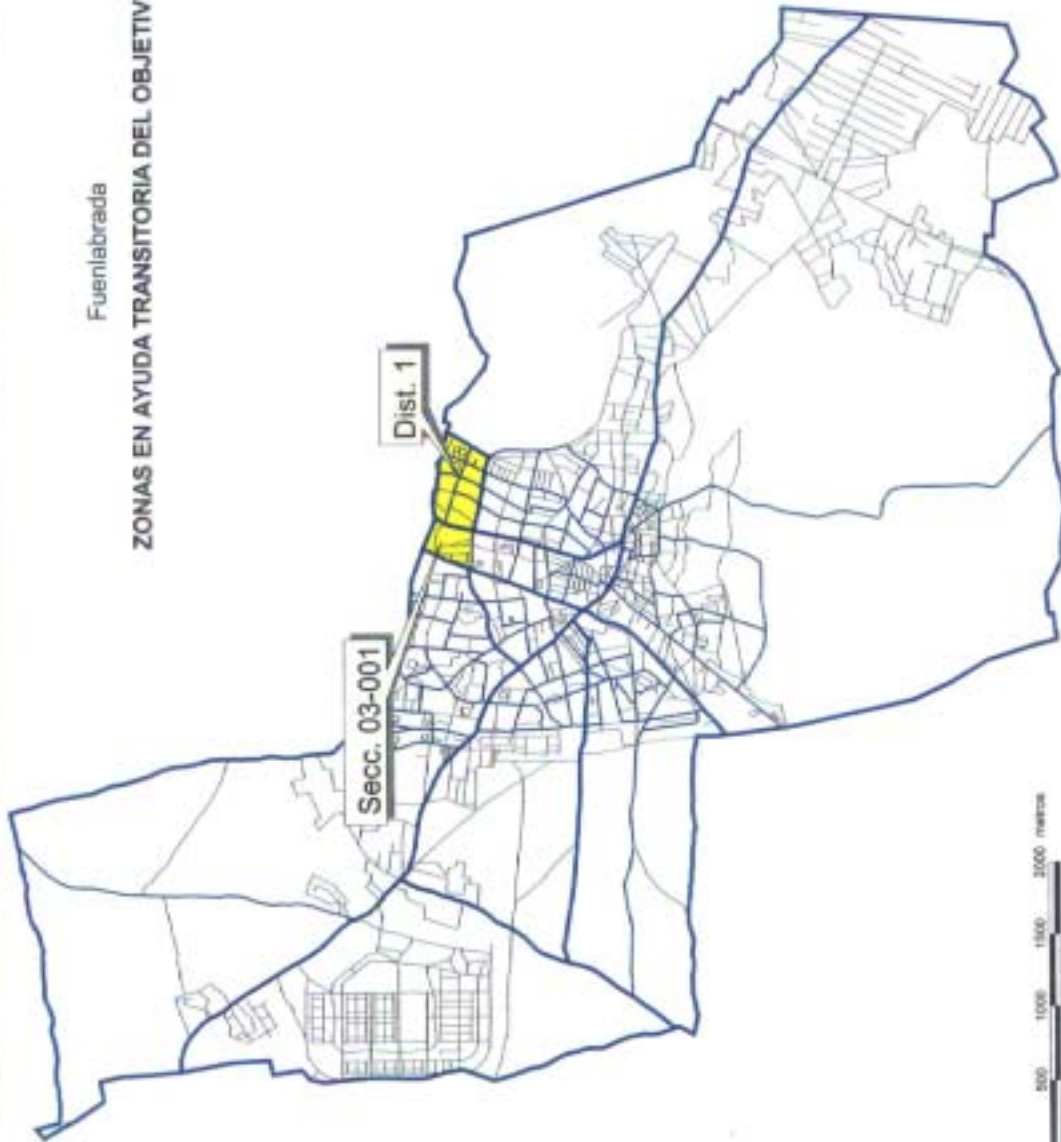 Fuenlabrada
ZONAS EN AYUDA TRANSITORIA DEL OBJETIV
Dist. 1
Secc. 03-001
500 1000 1500 2000 metros